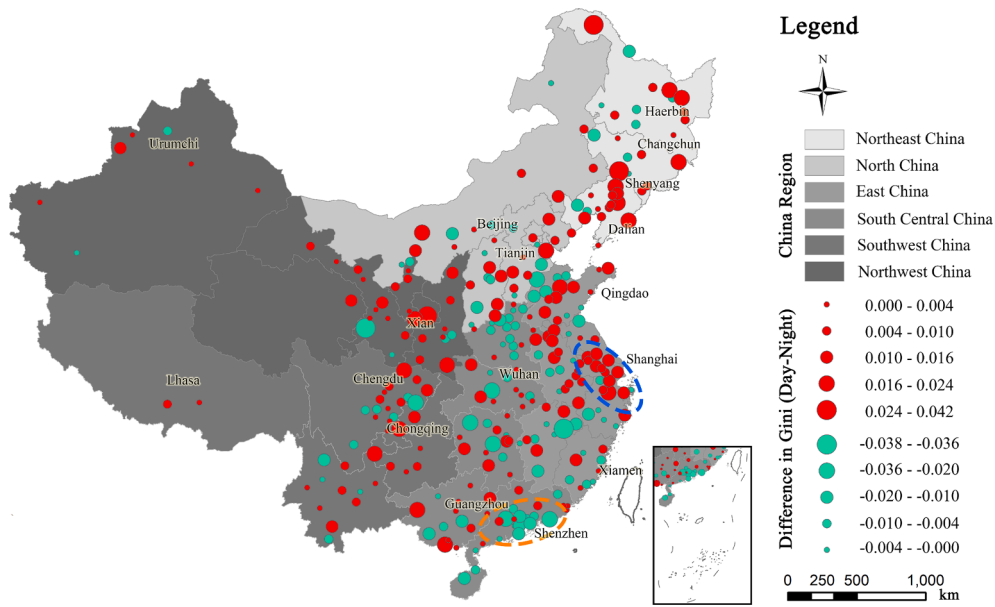 Legend
N
Haerbin
Changchun
Urumchi
Shenyang
Beijing
Dalian
Tianjin
Qingdao
Xian
Shanghai
Lhasa
Chengdu
Wuhan
Chongqing
Xiamen
Guangzhou
Shenzhen
China Region
Northeast China
North China
East China
South Central China
Southwest China
Northwest China
Difference in Gini (Day-Night)
0.000 - 0.004
0.004 - 0.010
0.010 - 0.016
0.016 - 0.024
0.024 - 0.042
-0.038 - -0.036
-0.036 - -0.020
-0.020 - -0.010
-0.010 - -0.004
-0.004 - -0.000
0 250 500 1,000
km